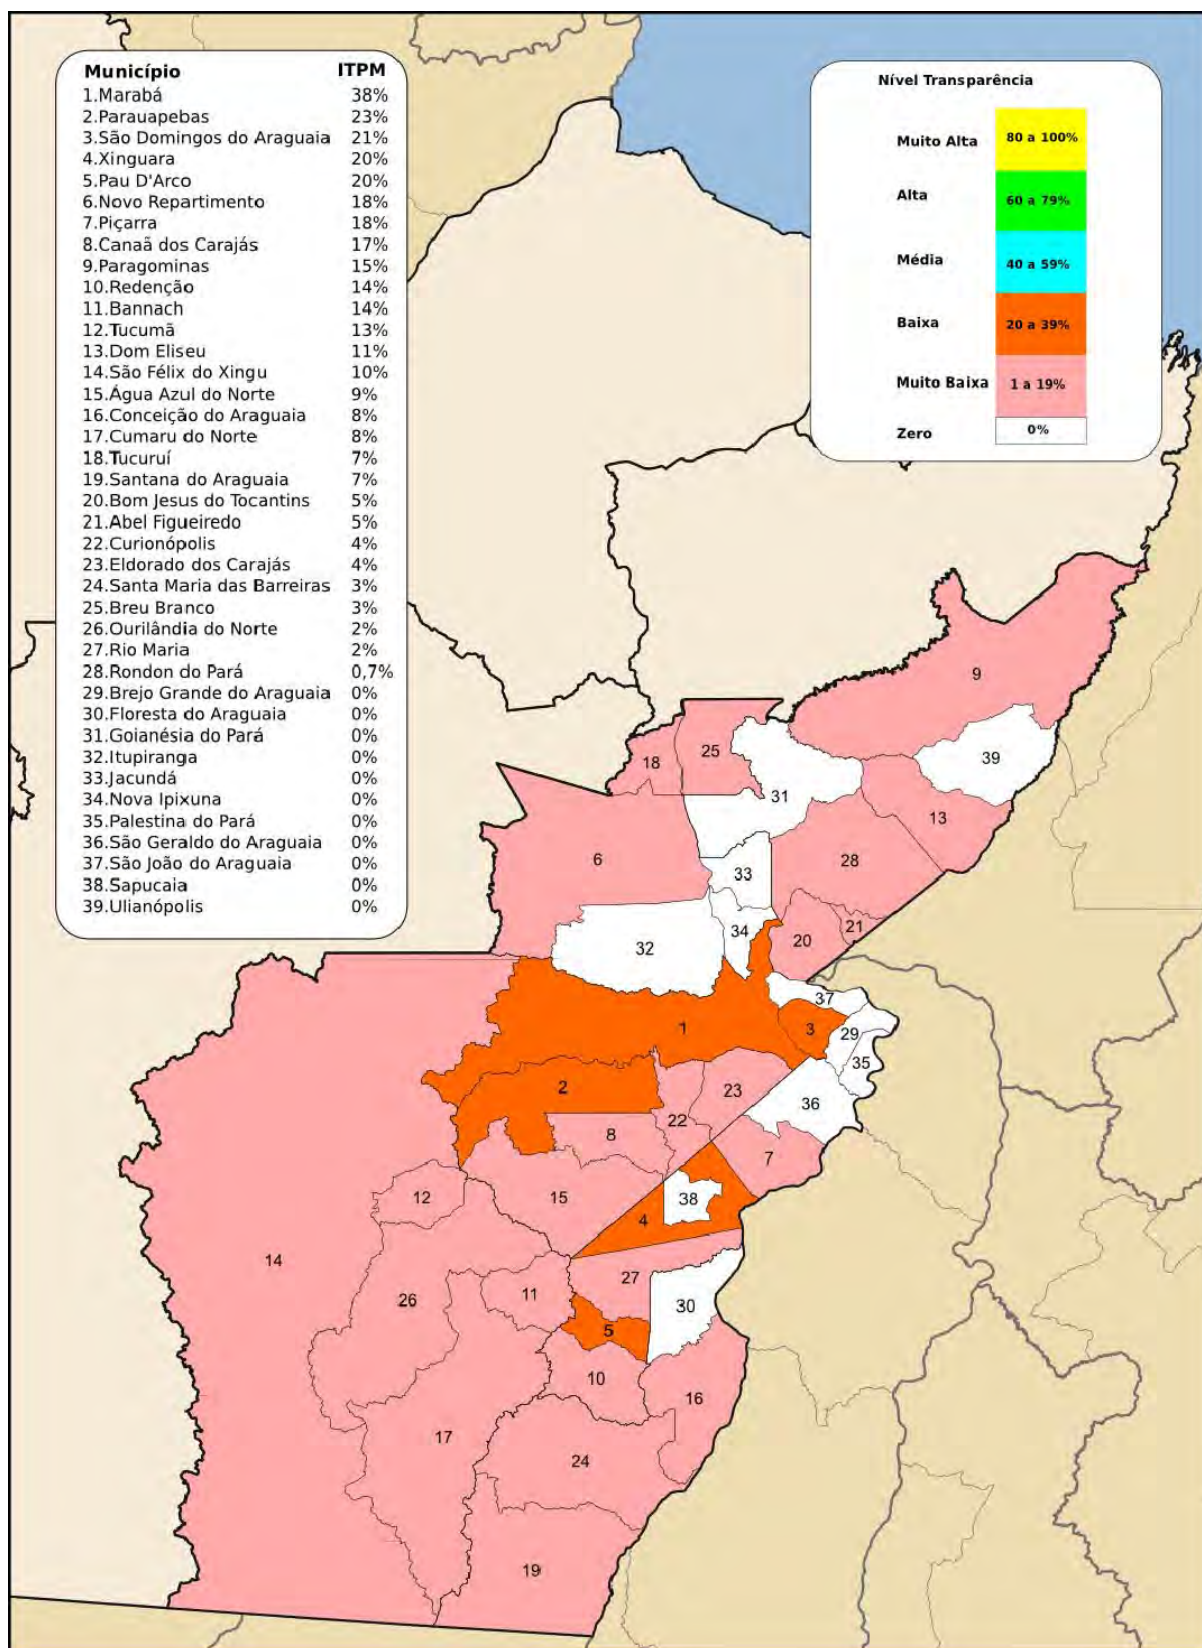 Município ITPM
1.Marabá 38%
2.Parauapebas 23%
3.São Domingos do Araguaia 21%
4.Xinguara 20%
5.Pau D'Arco 20%
6.Novo Repartimento 18%
7.Piçarra 18%
8.Canaã dos Carajás 17%
9.Paragominas 15%
10.Redenção 14%
11.Bannach 14%
12.Tucumã 13%
13.Dom Eliseu 11%
14.São Félix do Xingu 10%
15.Água Azul do Norte 9%
16.Conceição do Araguaia 8%
17.Cumaru do Norte 8%
18.Tucuruí 7%
19.Santana do Araguaia 7%
20.Bom Jesus do Tocantins 5%
21.Abel Figueiredo 5%
22.Curionópolis 4%
23.Eldorado dos Carajás 4%
24.Santa Maria das Barreiras 3%
25.Breu Branco 3%
26.Ourilândia do Norte 2%
27.Rio Maria 2%
28.Rondon do Pará 0,7%
29.Brejo Grande do Araguaia 0%
30.Floresta do Araguaia 0%
31.Goianésia do Pará 0%
32.Itupiranga 0%
33.Jacundá 0%
34.Nova Ipixuna 0%
35.Palestina do Pará 0%
36.São Geraldo do Araguaia 0%
37.São João do Araguaia 0%
38.Sapucaia 0%
39.Ulianópolis 0%
Nível Transparência
Muito Alta 80 a 100%
Alta 60 a 79%
Média 40 a 59%
Baixa 20 a 39%
Muito Baixa 1 a 19%
Zero 0%
9
39
25
18
31
13
6
28
33
21
34
20
32
37
1
3
29
35
2
23
36
22
8
7
12
15
38
4
14
27
11
26
30
5
10
16
17
24
19